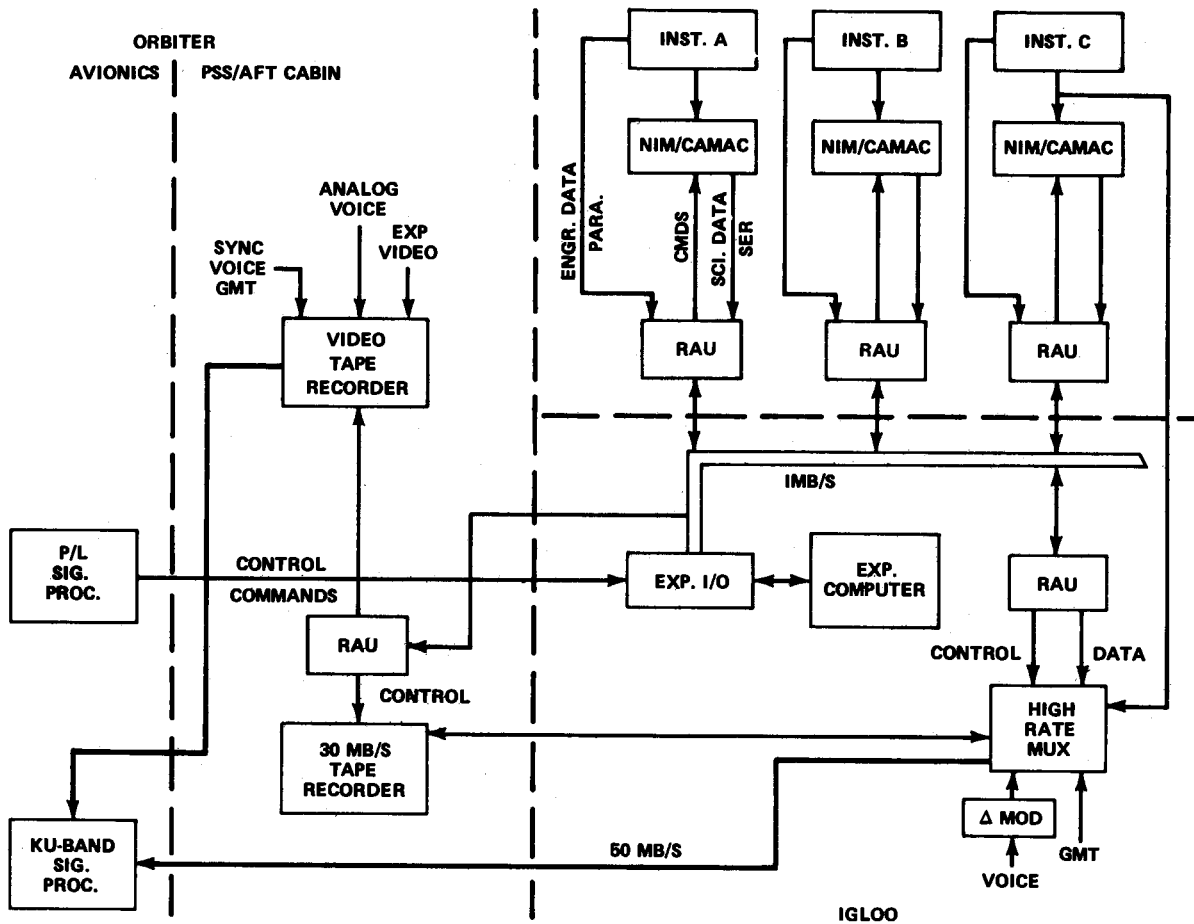 ORBITER
AVIONICS
PSS/AFT CABIN
INST. A
INST. B
INST. C
NIM/CAMAC
NIM/CAMAC
NIM/CAMAC
ENGR. DATA
PARA.
CMDS
SCI. DATA
SER
ANALOG
VOICE
SYNC
VOICE
GMT
EXP
VIDEO
VIDEO
TAPE
RECORDER
RAU
RAU
RAU
IMB/S
P/L
SIG.
PROC.
CONTROL
COMMANDS
EXP. I/O
EXP.
COMPUTER
RAU
RAU
CONTROL
CONTROL
DATA
30 MB/S
TAPE
RECORDER
HIGH
RATE
MUX
Δ MOD
GMT
VOICE
KU-BAND
SIG.
PROC.
50 MB/S
IGLOO